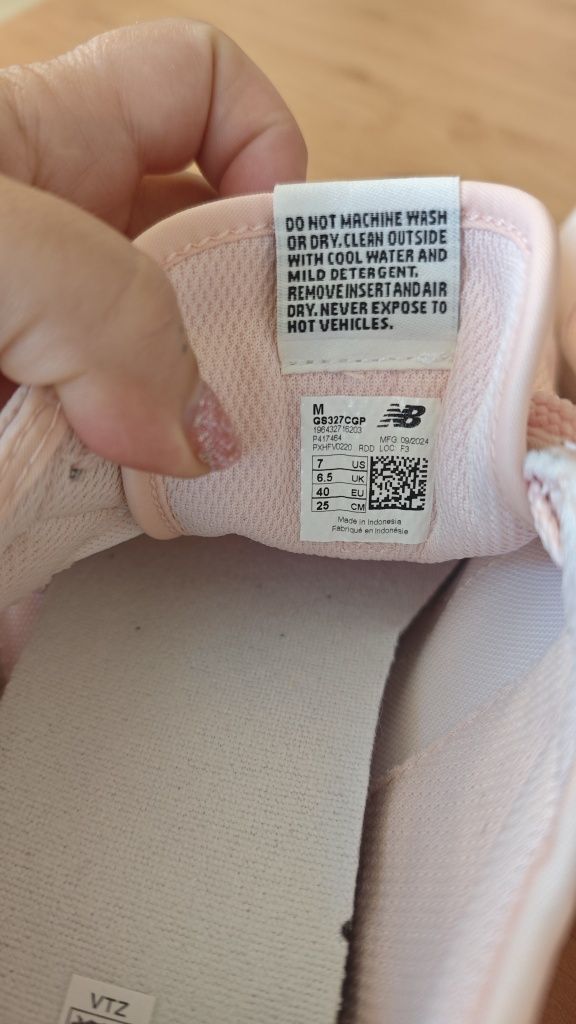 DO NOT MACHINE WASH
OR DRY. CLEAN OUTSIDE
WITH COOL WATER AND
MILD DETERGENT.
REMOVE INSERT AND AIR
DRY. NEVER EXPOSE TO
HOT VEHICLES.
M
NB
GS327CGP
196432716203
P417464 MFG. 09/2024
PXHFV0220 RDD LOC: F3
7 US
6.5 UK
40 EU
25 CM
Made in Indonesia
Fabriqué en Indonésie
VTZ